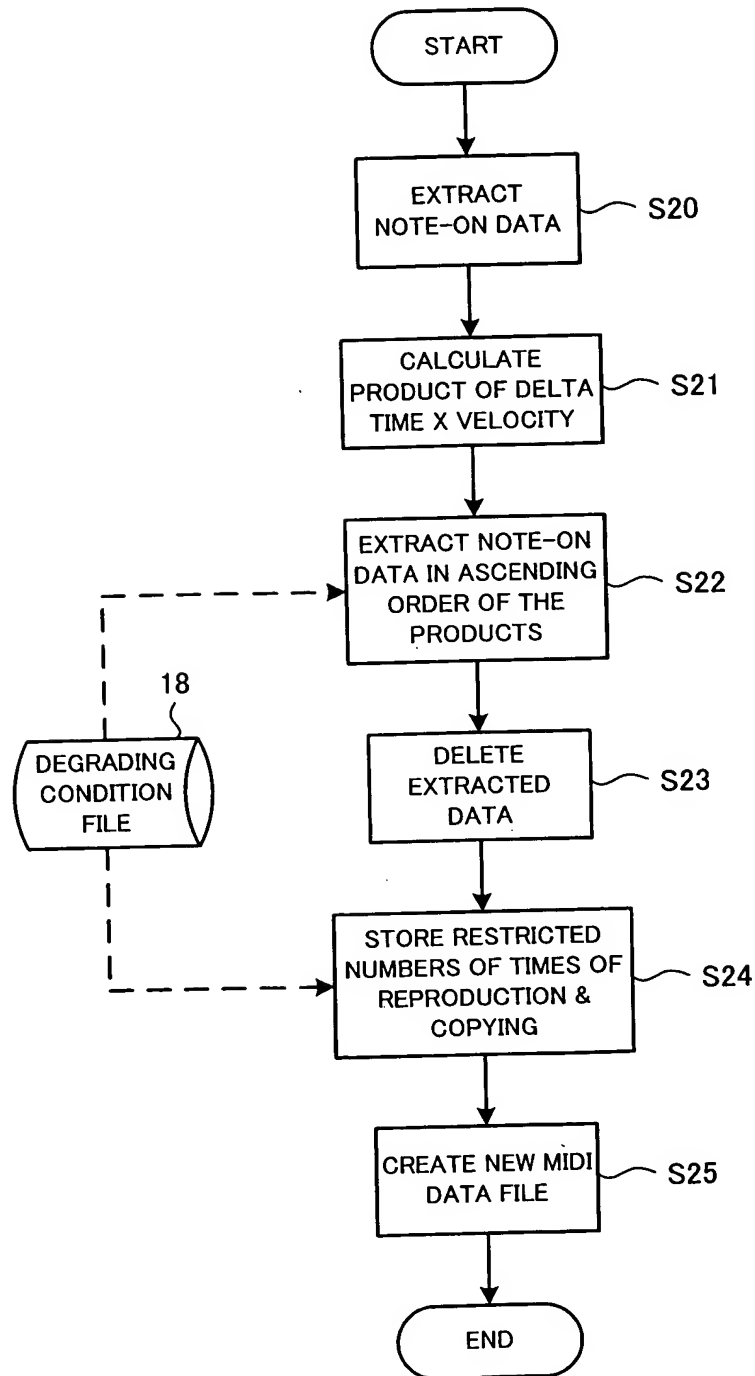 START
EXTRACT
NOTE-ON DATA
S20
CALCULATE
PRODUCT OF DELTA
TIME X VELOCITY
S21
EXTRACT NOTE-ON
DATA IN ASCENDING
ORDER OF THE
PRODUCTS
S22
18
DEGRADING
CONDITION
FILE
DELETE
EXTRACTED
DATA
S23
STORE RESTRICTED
NUMBERS OF TIMES OF
REPRODUCTION &
COPYING
S24
CREATE NEW MIDI
DATA FILE
S25
END